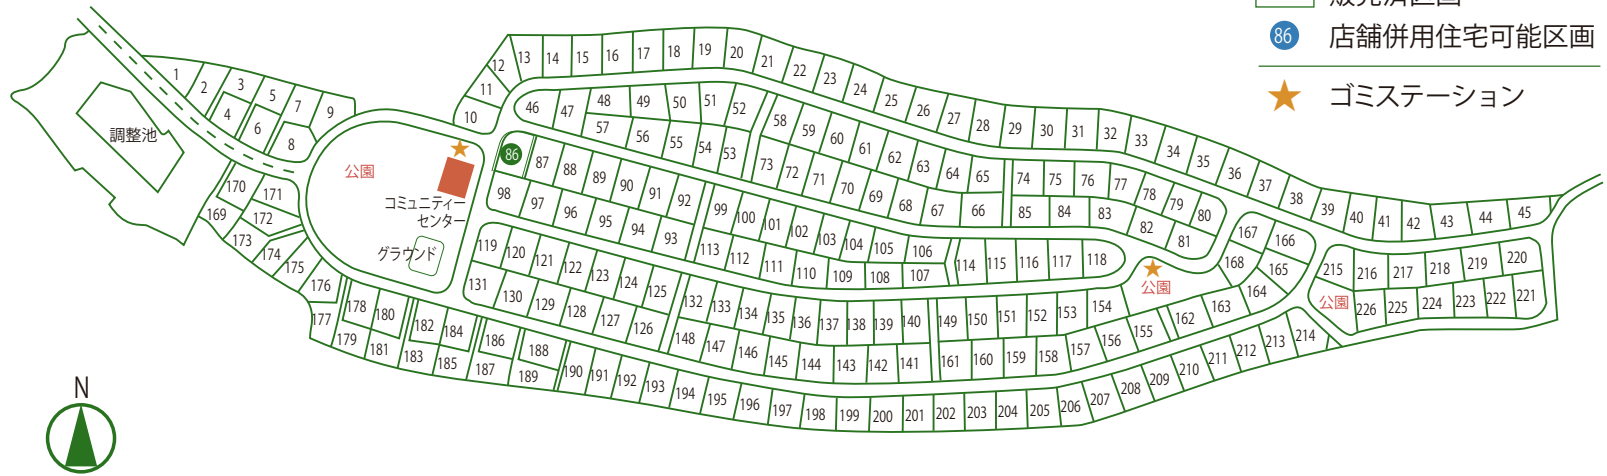 販売済区画
86 店舗併用住宅可能区画
ゴミステーション
調整池
公園
コミュニティー
センター
グラウンド
公園
公園
N
1 2 3 4 5 6 7 8 9
10 11 12 13 14 15 16 17 18 19 20 21 22 23 24 25 26 27 28 29 30 31 32 33 34 35 36 37 38 39 40 41 42 43 44 45
46 47 48 49 50 51 52 58 59 60 61 62 63 64 65 74 75 76 77 78 79 80
57 56 55 54 53 73 72 71 70 69 68 67 66 85 84 83 82 81
86 87 88 89 90 91 92 99 100 101 102 103 104 105 106 114 115 116 117 118
98 97 96 95 94 93 113 112 111 110 109 108 107
119 120 121 122 123 124 125 132 133 134 135 136 137 138 139 140 149 150 151 152 153 154
131 130 129 128 127 126 148 147 146 145 144 143 142 141 161 160 159 158 157 156 155 162 163 164 165 166 167 168
170 171 169 172 173 174 175 176 177 178 180 179 181 182 184 183 185 186 188 187 189
190 191 192 193 194 195 196 197 198 199 200 201 202 203 204 205 206 207 208 209 210 211 212 213 214
215 216 217 218 219 220
226 225 224 223 222 221